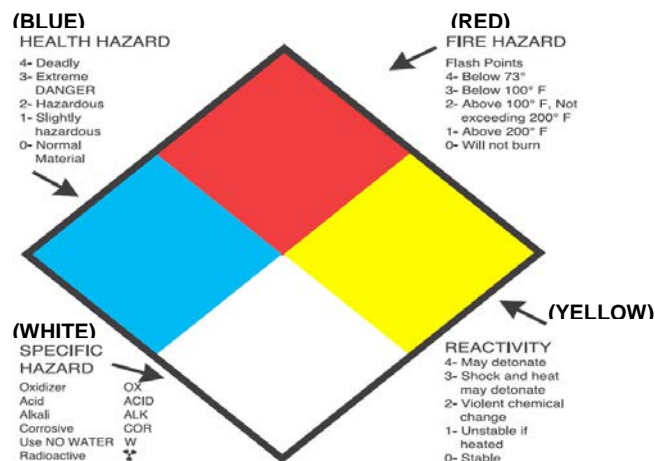 (BLUE)
HEALTH HAZARD
4- Deadly
3- Extreme
DANGER
2- Hazardous
1- Slightly
hazardous
0- Normal
Material
(RED)
FIRE HAZARD
Flash Points
4- Below 73°
3- Below 100° F
2- Above 100° F, Not
exceeding 200° F
1- Above 200° F
0- Will not burn
(WHITE)
SPECIFIC
HAZARD
Oxidizer OX
Acid ACID
Alkali ALK
Corrosive COR
Use NO WATER W
Radioactive
(YELLOW)
REACTIVITY
4- May detonate
3- Shock and heat
may detonate
2- Violent chemical
change
1- Unstable if
heated
0- Stable